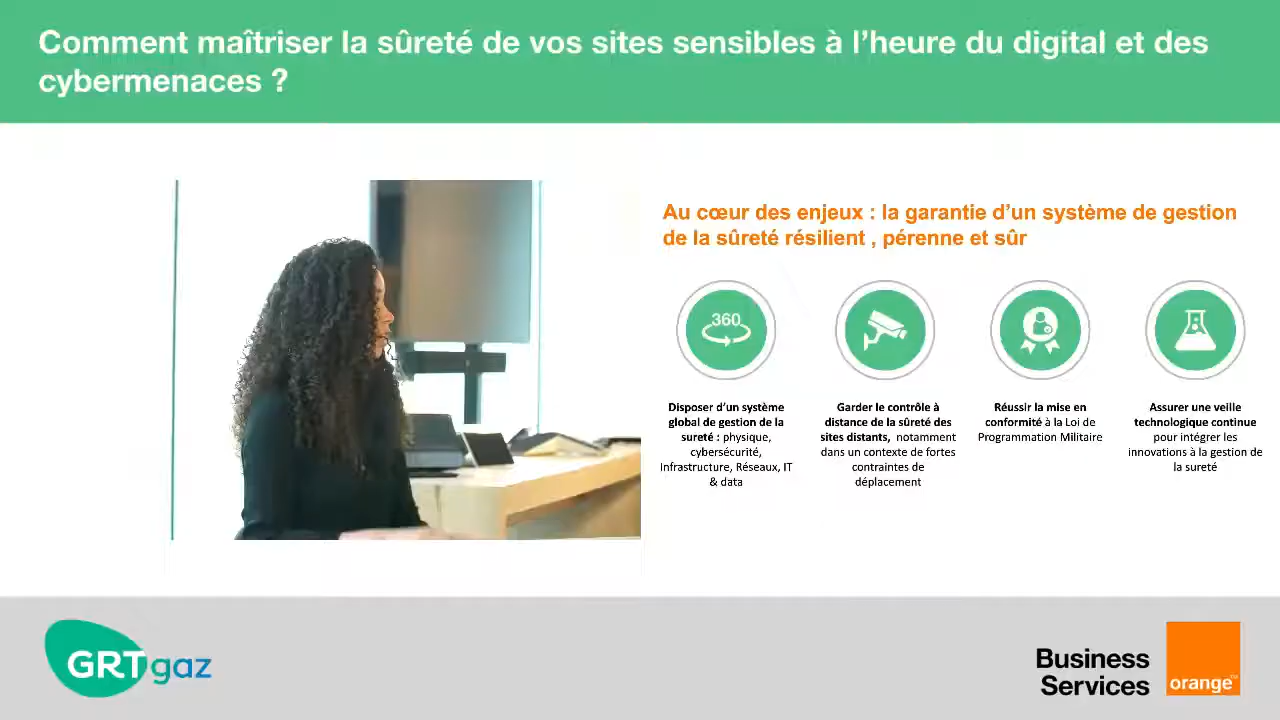 Comment maîtriser la sûreté de vos sites sensibles à l'heure du digital et des
cybermenaces ?
Au cœur des enjeux : la garantie d'un système de gestion
de la sûreté résilient , pérenne et sûr
360
Disposer d'un système
global de gestion de la
sureté : physique,
cybersécurité,
Infrastructure, Réseaux, IT
& data
Garder le contrôle à
distance de la sûreté des
sites distants, notamment
dans un contexte de fortes
contraintes de
déplacement
Réussir la mise en
conformité à la Loi de
Programmation Militaire
Assurer une veille
technologique continue
pour intégrer les
innovations à la gestion de
la sureté
GRTgaz
Business
Services
orange™